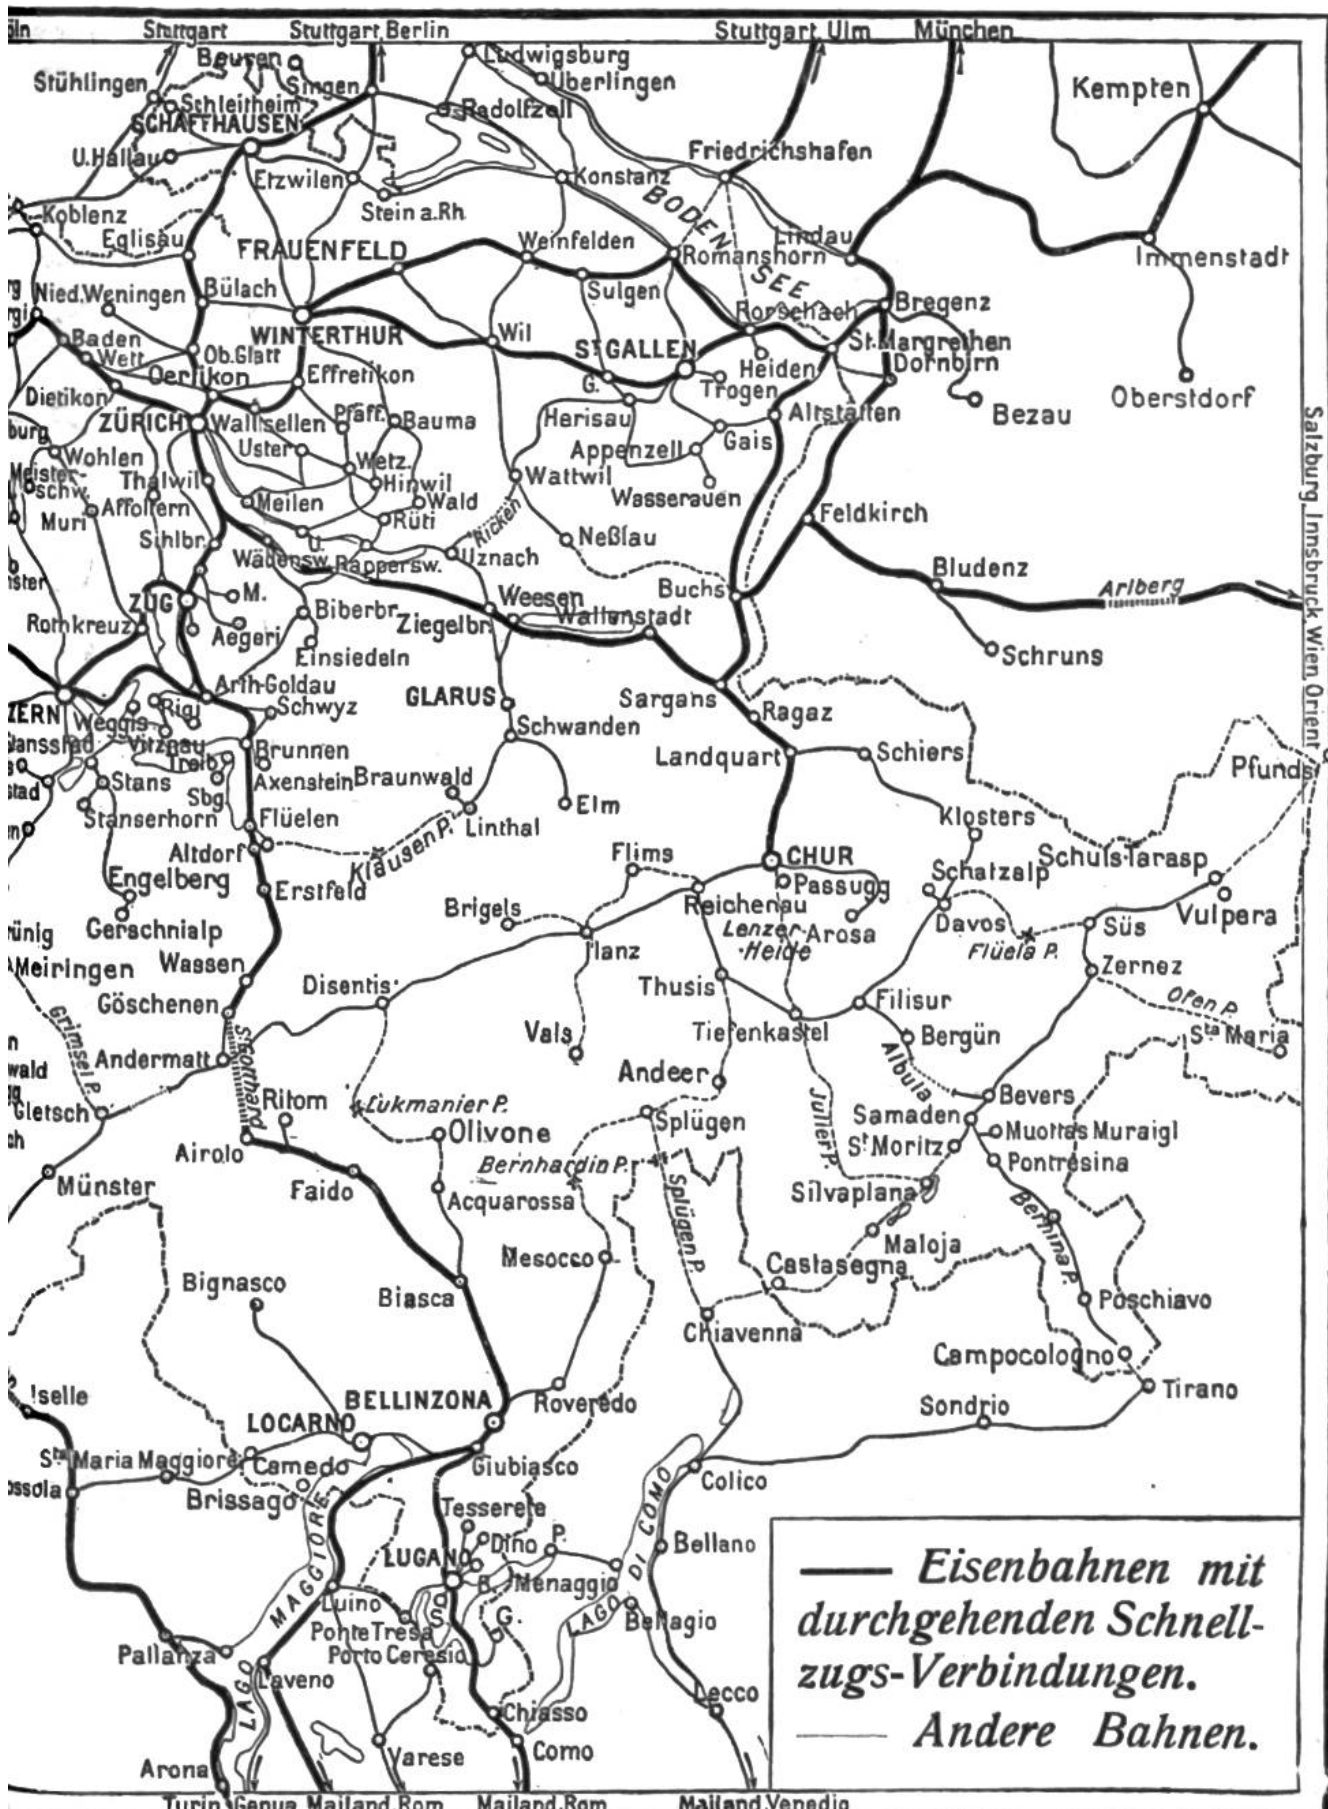 Stuttgart
Stuttgart, Berlin
Stuttgart, Ulm
München
Beuren
Ludwigsburg
Stühlingen
Singen
Überlingen
Kempten
Schleitheim
Radolfzell
SCHAFFHAUSEN
U.Hallau
Friedrichshafen
Etzwilen
Konstanz
Stein a.Rh.
BODEN SEE
Koblenz
Eglisau
FRAUENFELD
Weinfelden
Lindau
Romanshorn
Immenstadt
Nied.Weningen
Bülach
Sulgen
Rorschach
Bregenz
Baden
WINTERTHUR
Wil
ST GALLEN
St.Margrethen
Wett.
Ob.Glatt
Heiden
Dornbirn
Oerlikon
Effretikon
G.
Trogen
Dietikon
Oberstdorf
ZÜRICH
Wallisellen
Pfäff.
Bauma
Herisau
Altstätten
Bezau
burg
Uster
Gais
Wohlen
Wetz.
Appenzell
Meister-
schw.
Thalwil
Hinwil
Wattwil
Wasserauen
Affoltern
Meilen
Wald
Muri
Rüti
Ricken
Feldkirch
Sihlbr.
U.
Neßlau
Wädensw.
Rappersw.
Uznach
Bludenz
Buchs
Arlberg
M.
Weesen
ZUG
Biberbr.
Ziegelbr.
Wallenstadt
Rotkreuz
Aegeri
Einsiedeln
Schruns
Arth-Goldau
GLARUS
Sargans
ZERN
Weggis
Rigi
Schwyz
Ragaz
Schwanden
Vitznau
Brunnen
Landquart
Schiers
Treib
Axenstein
Braunwald
Pfunds
Stans
Sbg.
Elm
Stanserhorn
Flüelen
Linthal
Klosters
Altdorf
Klausen P.
Flims
CHUR
Schuls-Tarasp
Engelberg
Erstfeld
Passugg
Schatzalp
Brigels
Reichenau
Vulpera
Gerschnialp
Lenzer-
Heide
Arosa
Davos
Süs
rünig
Flüela P.
Meiringen
Wassen
Ilanz
Zernez
Göschenen
Disentis
Thusis
Filisur
Ofen P.
Grimsel P.
Vals
Tiefenkastel
Bergün
Sta Maria
Andermatt
S.Gotthard
Andeer
Albula
wald
Bevers
Gletsch
Ritom
Lukmanier P.
Samaden
Splügen
Julier P.
Muottas Muraigl
Olivone
St Moritz
Airolo
Bernhardin P.
Pontresina
Münster
Faido
Acquarossa
Splügen P.
Silvaplana
Bernina P.
Mesocco
Maloja
Bignasco
Castasegna
Biasca
Poschiavo
Chiavenna
Campocologno
Iselle
BELLINZONA
Tirano
LOCARNO
Roveredo
Sondrio
Sta Maria Maggiore
Camedo
Giubiasco
Colico
ossola
Brissago
Tesserete
LAGO MAGGIORE
Dino
P.
Bellano
LUGANO
LAGO DI COMO
B.
Menaggio
Luino
S.
G.
Bellagio
Ponte Tresa
Pallanza
Porto Ceresio
Laveno
Lecco
Chiasso
Varese
Como
Arona
Turin
Genua
Mailand, Rom
Mailand, Rom
Mailand, Venedig
Salzburg, Innsbruck Wien Orient
Eisenbahnen mit
durchgehenden Schnell-
zugs-Verbindungen.
Andere Bahnen.